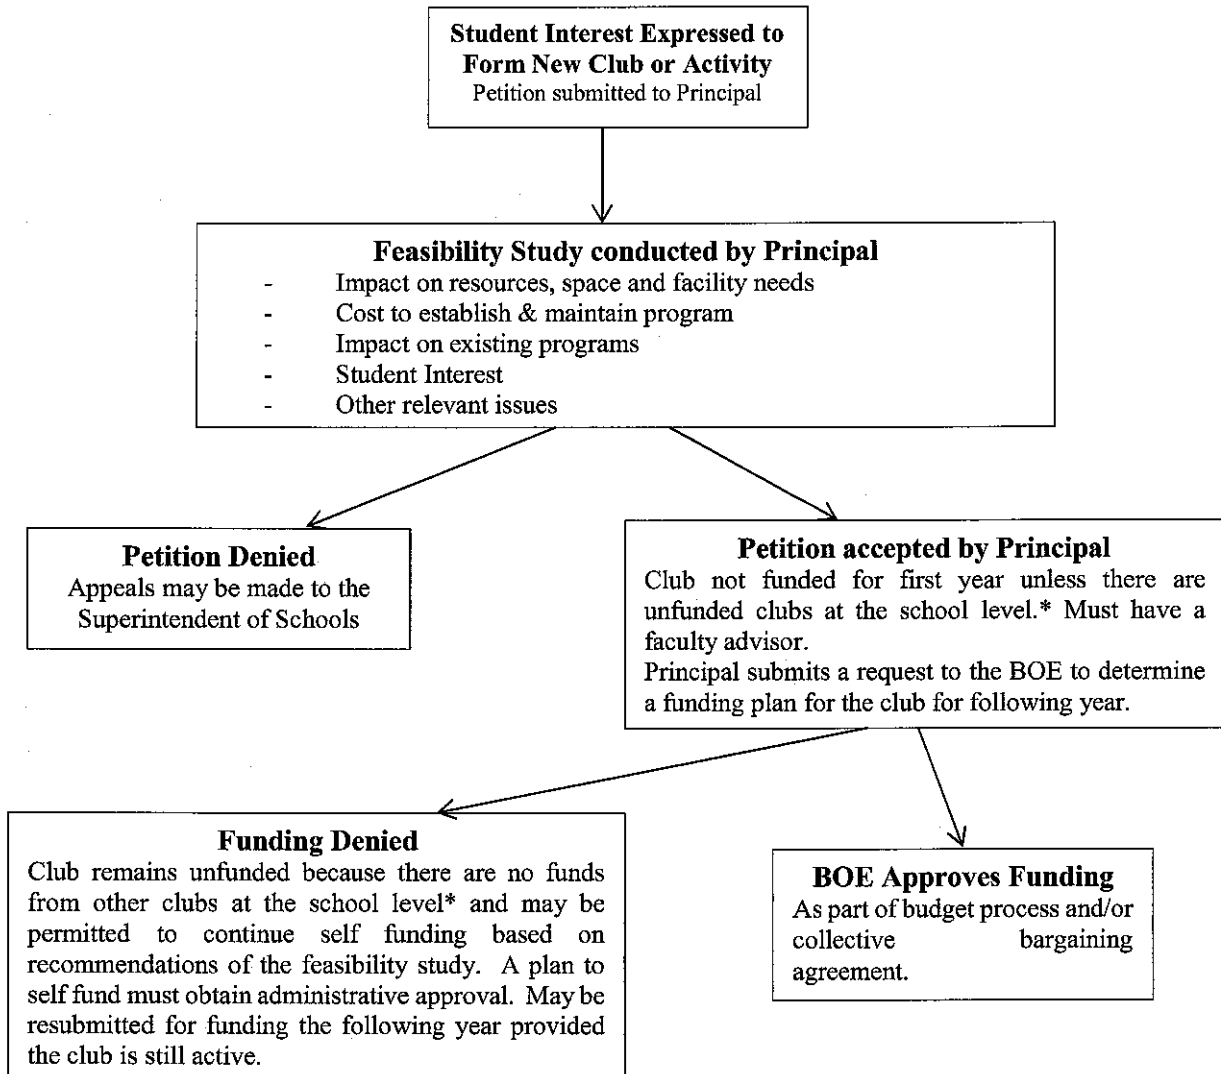 Student Interest Expressed to
Form New Club or Activity
Petition submitted to Principal
Feasibility Study conducted by Principal
- Impact on resources, space and facility needs
- Cost to establish & maintain program
- Impact on existing programs
- Student Interest
- Other relevant issues
Petition Denied
Appeals may be made to the
Superintendent of Schools
Petition accepted by Principal
Club not funded for first year unless there are
unfunded clubs at the school level.* Must have a
faculty advisor.
Principal submits a request to the BOE to determine
a funding plan for the club for following year.
Funding Denied
Club remains unfunded because there are no funds
from other clubs at the school level* and may be
permitted to continue self funding based on
recommendations of the feasibility study. A plan to
self fund must obtain administrative approval. May be
resubmitted for funding the following year provided
the club is still active.
BOE Approves Funding
As part of budget process and/or
collective bargaining
agreement.